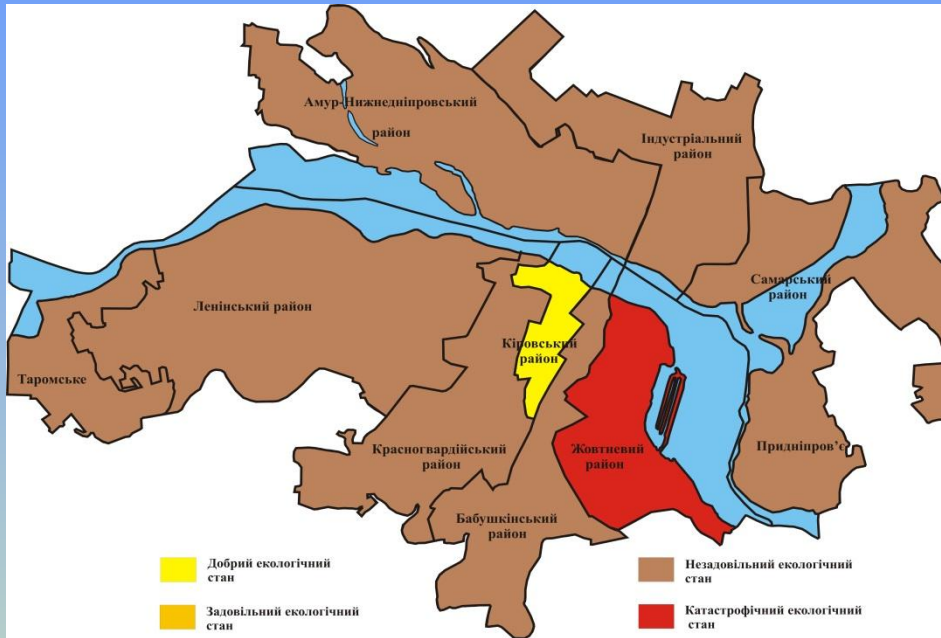 Амур-Нижнедніпровський
район
Індустріальний
район
Самарський
район
Ленінський район
Кіровський
район
Таромське
Красногвардійський
район
Жовтневий
район
Придніпров’є
Бабушкінський
район
Добрий екологічний
стан
Незадовільний екологічний
стан
Задовільний екологічний
стан
Катастрофічний екологічний
стан